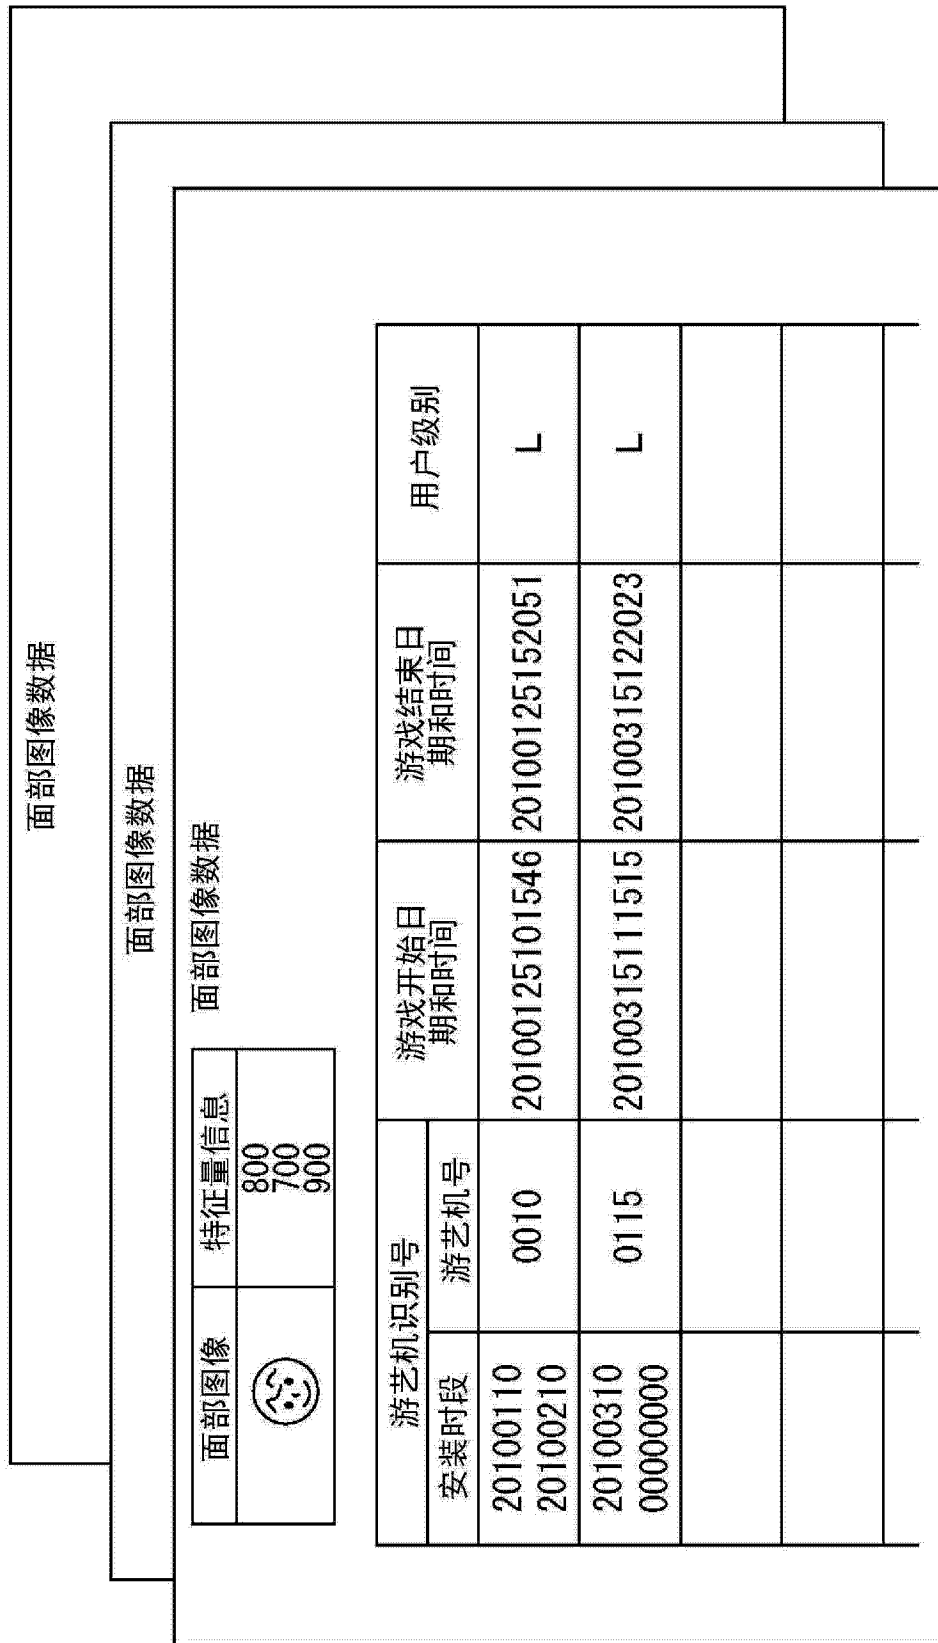 面部图像数据
面部图像数据
面部图像数据
面部图像 特征量信息
800
700
900
游艺机识别号 游戏开始日期和时间 游戏结束日期和时间 用户级别
安装时段 游艺机号
20100110
20100210 0010 20100125101546 20100125152051 L
20100310
00000000 0115 20100315111515 20100315122023 L